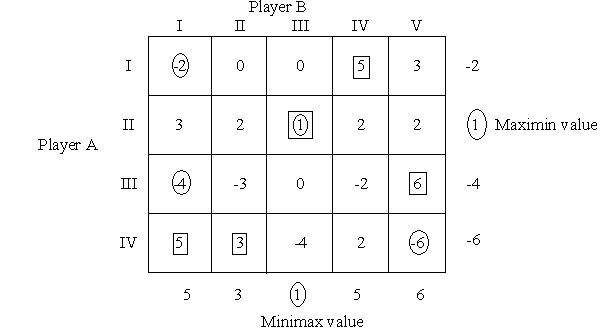 Player B
I II III IV V
I -2 0 0 5 3 -2
II 3 2 1 2 2 1 Maximin value
Player A
III -4 -3 0 -2 6 -4
IV 5 3 -4 2 -6 -6
5 3 1 5 6
Minimax value